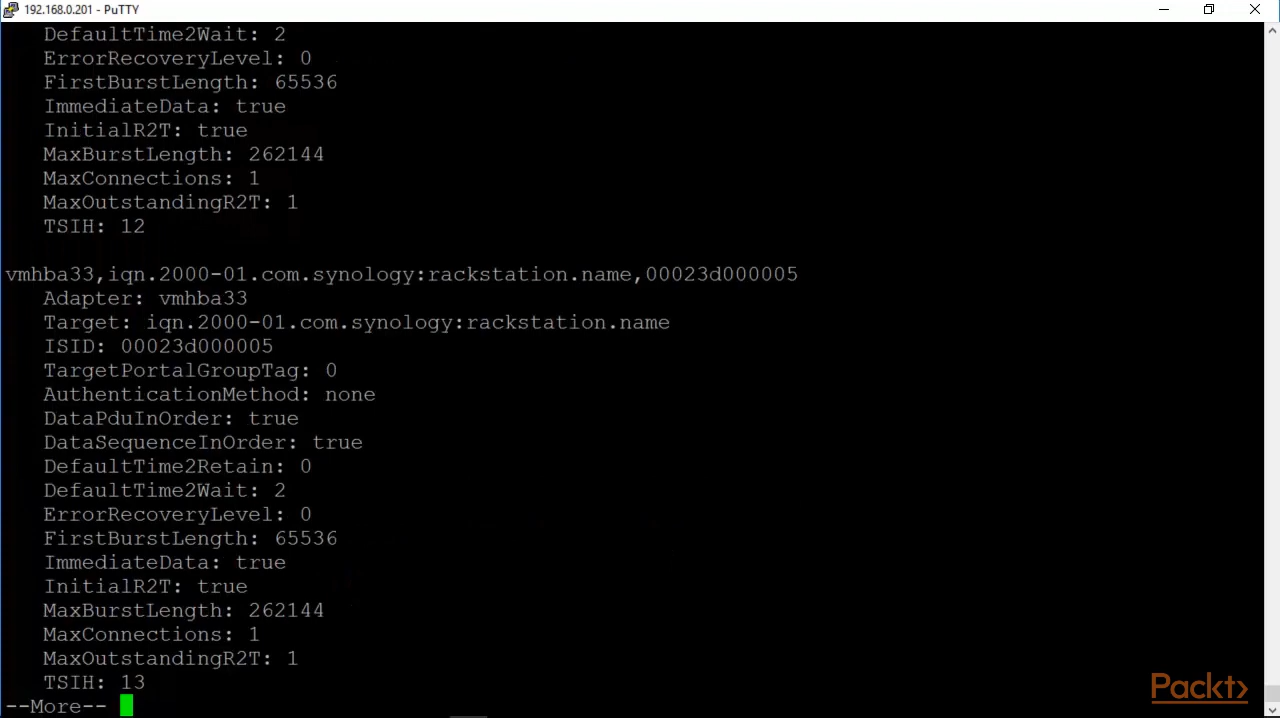 192.168.0.201 - PuTTY
DefaultTime2Wait: 2
ErrorRecoveryLevel: 0
FirstBurstLength: 65536
ImmediateData: true
InitialR2T: true
MaxBurstLength: 262144
MaxConnections: 1
MaxOutstandingR2T: 1
TSIH: 12
vmhba33,iqn.2000-01.com.synology:rackstation.name,00023d000005
Adapter: vmhba33
Target: iqn.2000-01.com.synology:rackstation.name
ISID: 00023d000005
TargetPortalGroupTag: 0
AuthenticationMethod: none
DataPduInOrder: true
DataSequenceInOrder: true
DefaultTime2Retain: 0
DefaultTime2Wait: 2
ErrorRecoveryLevel: 0
FirstBurstLength: 65536
ImmediateData: true
InitialR2T: true
MaxBurstLength: 262144
MaxConnections: 1
MaxOutstandingR2T: 1
TSIH: 13
--More--
Packt>